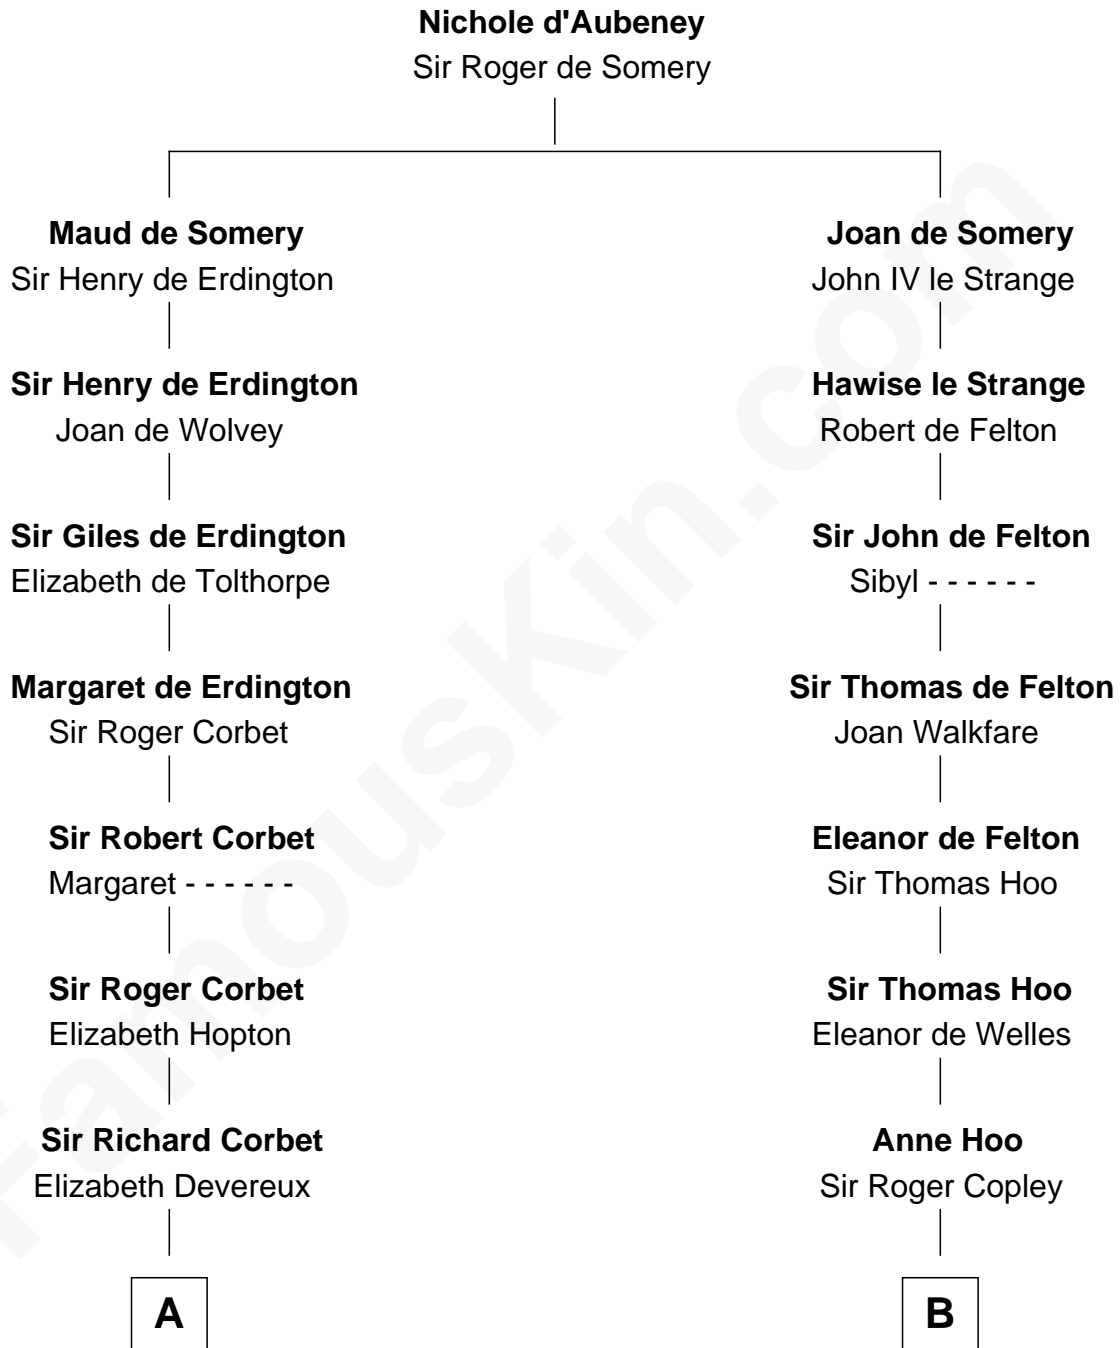 Nichole d'Aubeney
Sir Roger de Somery
Maud de Somery
Sir Henry de Erdington
Sir Henry de Erdington
Joan de Wolvey
Sir Giles de Erdington
Elizabeth de Tolthorpe
Margaret de Erdington
Sir Roger Corbet
Sir Robert Corbet
Margaret - - - - - -
Sir Roger Corbet
Elizabeth Hopton
Sir Richard Corbet
Elizabeth Devereux
A
Joan de Somery
John IV le Strange
Hawise le Strange
Robert de Felton
Sir John de Felton
Sibyl - - - - - -
Sir Thomas de Felton
Joan Walkfare
Eleanor de Felton
Sir Thomas Hoo
Sir Thomas Hoo
Eleanor de Welles
Anne Hoo
Sir Roger Copley
B
FamousKin.com